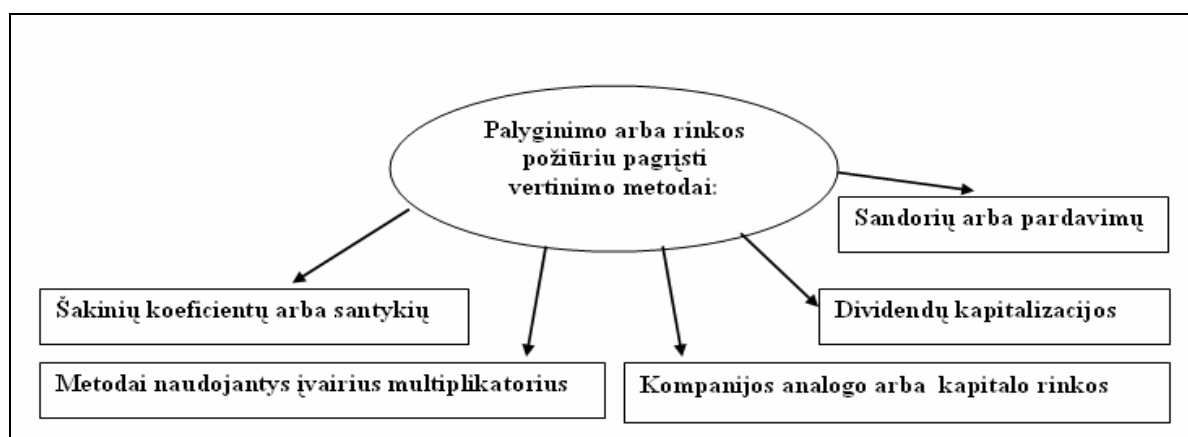 Palyginimo arba rinkos
požiūriu pagrįsti
vertinimo metodai:
Sandorių arba pardavimų
Šakinių koeficientų arba santykių
Dividendų kapitalizacijos
Metodai naudojantys įvairius multiplikatorius
Kompanijos analogo arba kapitalo rinkos